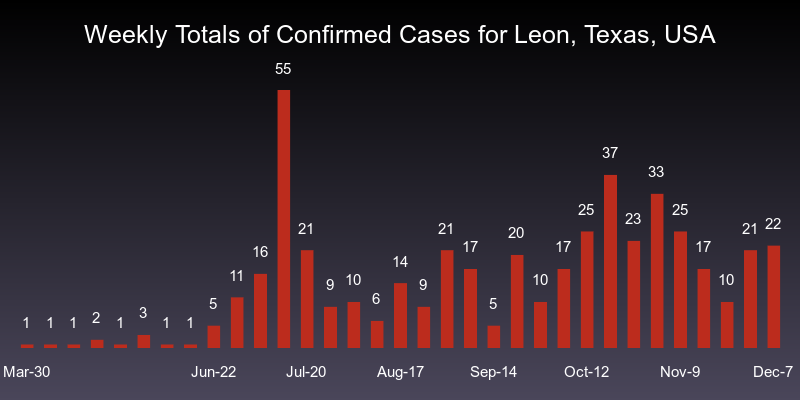 Weekly Totals of Confirmed Cases for Leon, Texas, USA
1 1 1 2 1 3 1 1 5 11 16 55 21 9 10 6 14 9 21 17 5 20 10 17 25 37 23 33 25 17 10 21 22
Mar-30 Jun-22 Jul-20 Aug-17 Sep-14 Oct-12 Nov-9 Dec-7